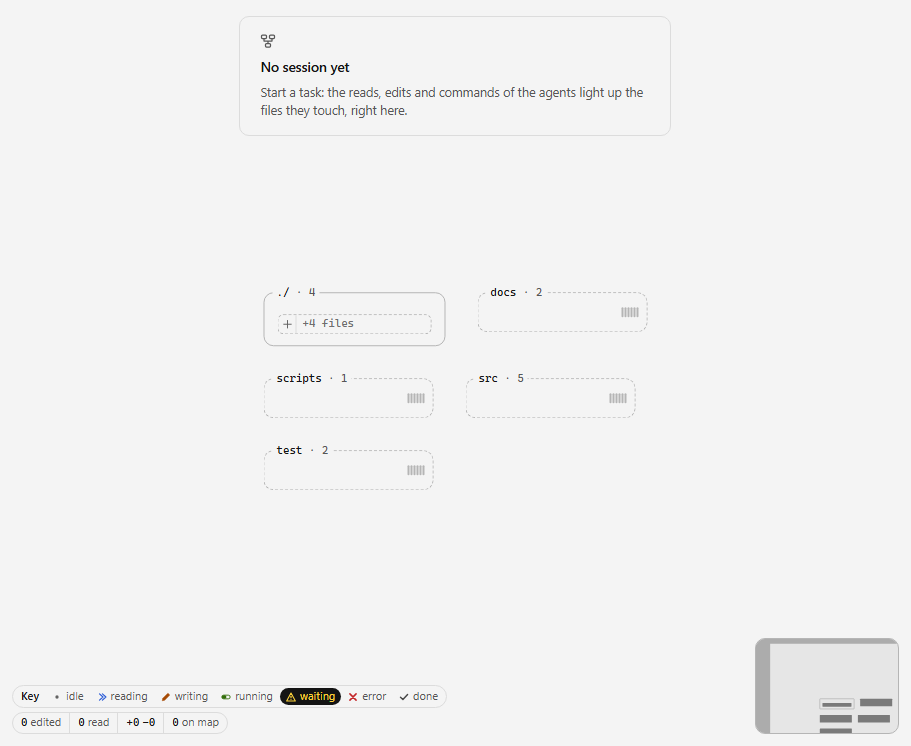 No session yet
Start a task: the reads, edits and commands of the agents light up the
files they touch, right here.
./ · 4
docs · 2
+4 files
scripts · 1
src · 5
test · 2
Key idle reading writing running waiting error done
0 edited 0 read +0 −0 0 on map